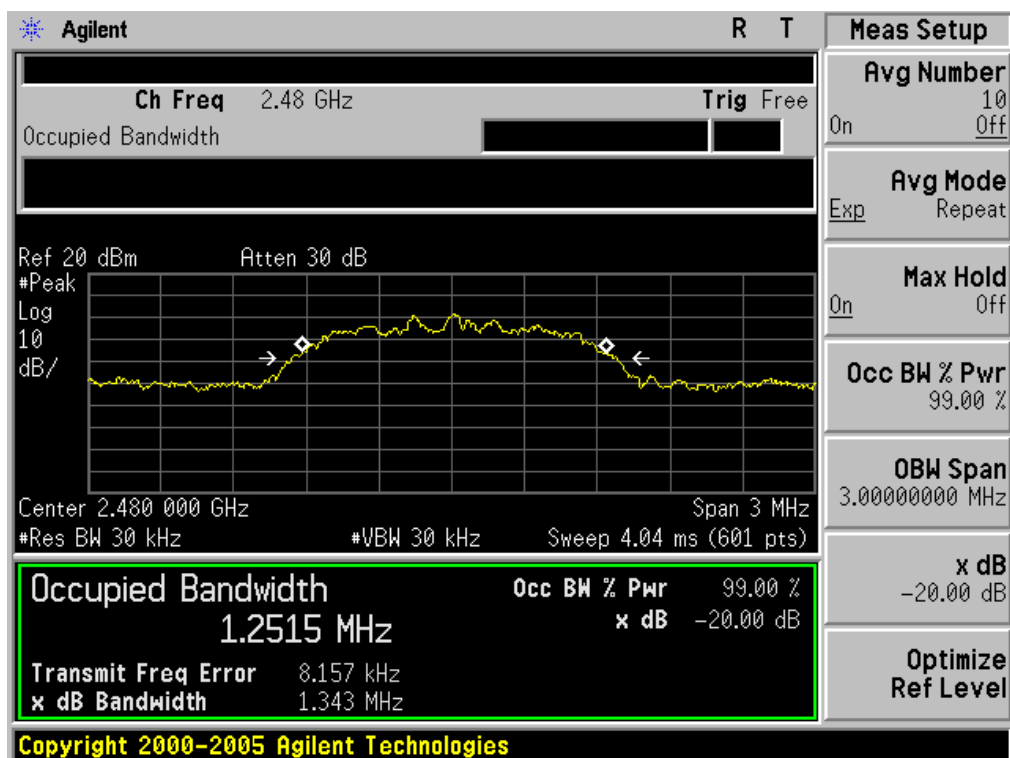 Agilent R T
Ch Freq 2.48 GHz Trig Free
Occupied Bandwidth
Ref 20 dBm Atten 30 dB
#Peak
Log
10
dB/
Center 2.480 000 GHz Span 3 MHz
#Res BW 30 kHz #VBW 30 kHz Sweep 4.04 ms (601 pts)
Occupied Bandwidth Occ BW % Pwr 99.00 %
1.2515 MHz x dB -20.00 dB
Transmit Freq Error 8.157 kHz
x dB Bandwidth 1.343 MHz
Copyright 2000-2005 Agilent Technologies
Meas Setup
Avg Number
10
On Off
Avg Mode
Exp Repeat
Max Hold
On Off
Occ BW % Pwr
99.00 %
OBW Span
3.00000000 MHz
x dB
-20.00 dB
Optimize
Ref Level